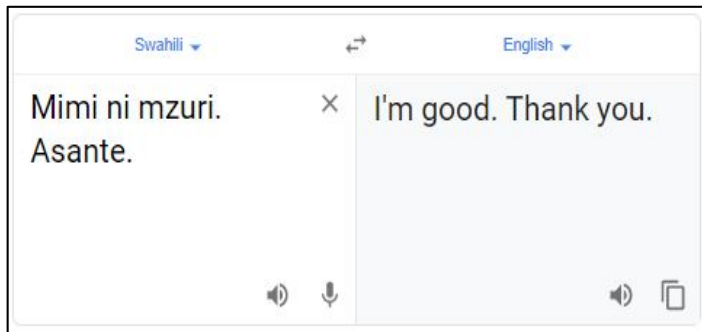 Swahili
English
Mimi ni mzuri.
Asante.
I'm good. Thank you.